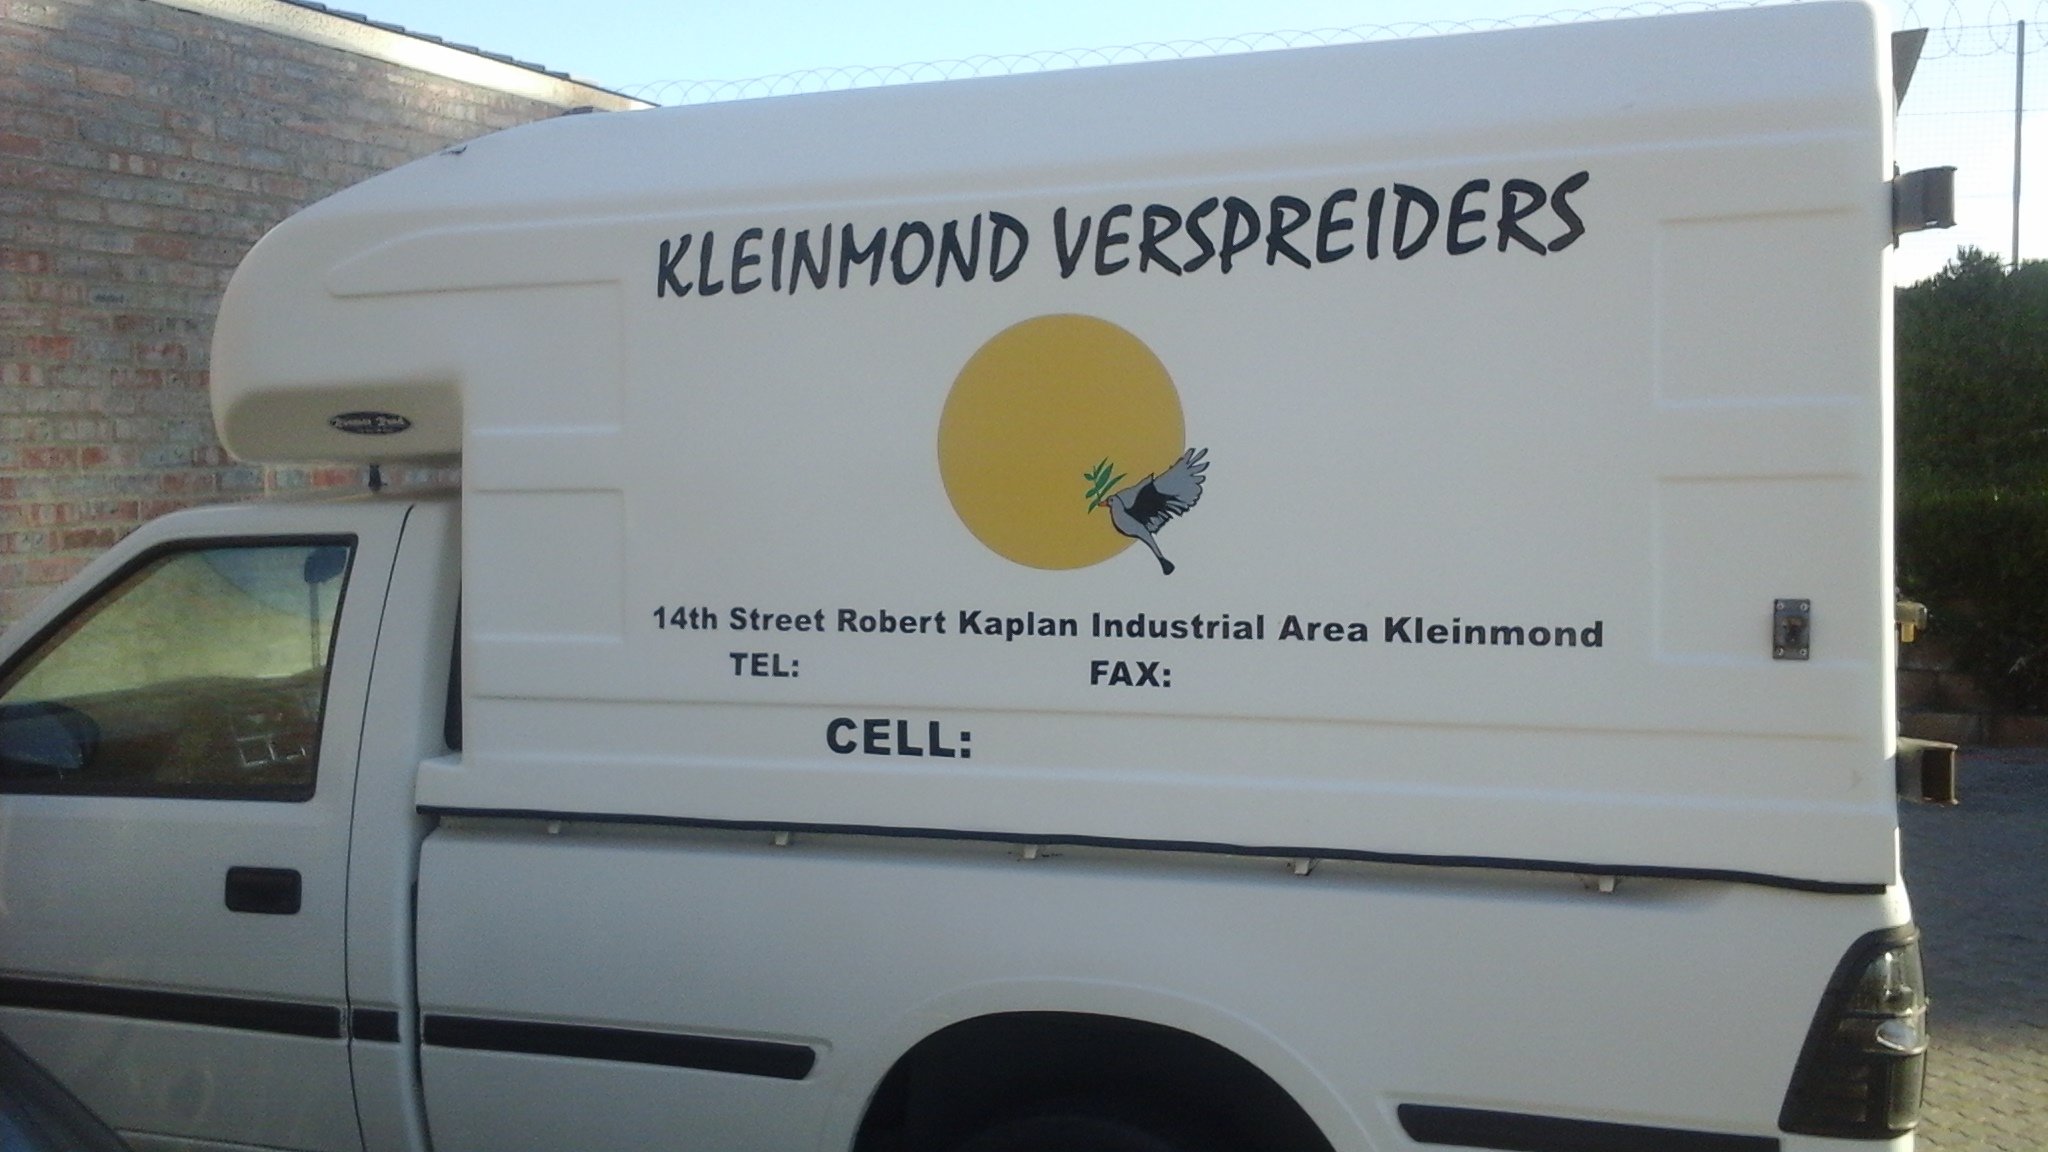 KLEINMOND VERSPREIDERS
14th Street Robert Kaplan Industrial Area Kleinmond
TEL: FAX:
CELL: